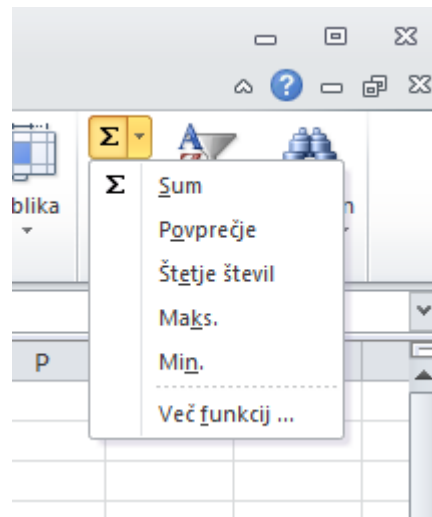 blika
Σ Sum
Povprečje
Štetje števil
Maks.
Min.
Več funkcij ...
P